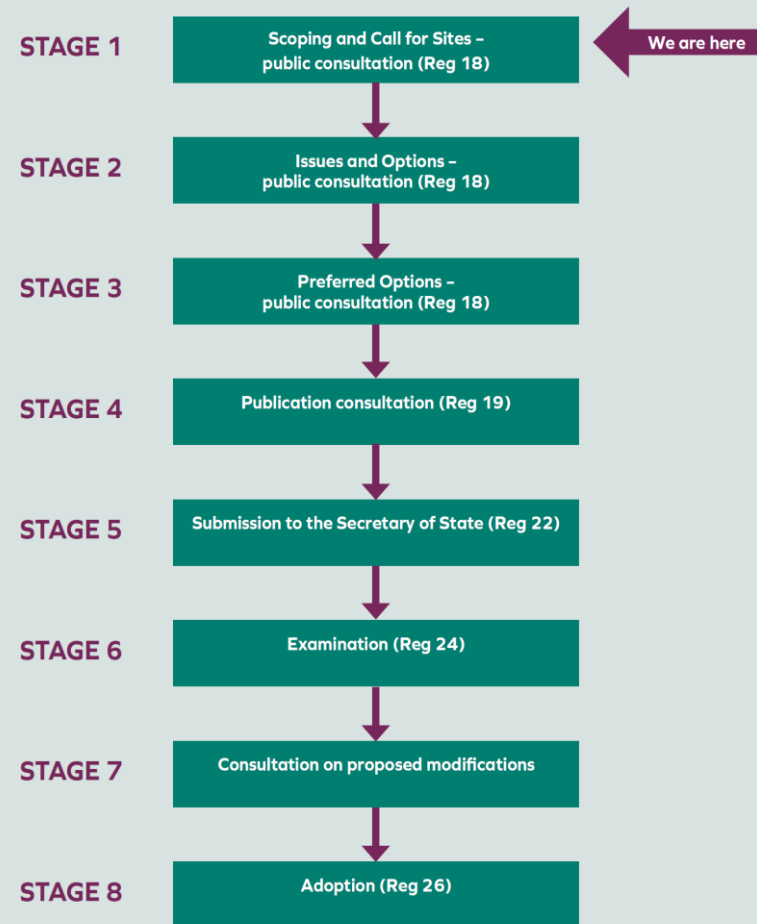 STAGE 1
Scoping and Call for Sites –
public consultation (Reg 18)
We are here
STAGE 2
Issues and Options –
public consultation (Reg 18)
STAGE 3
Preferred Options –
public consultation (Reg 18)
STAGE 4
Publication consultation (Reg 19)
STAGE 5
Submission to the Secretary of State (Reg 22)
STAGE 6
Examination (Reg 24)
STAGE 7
Consultation on proposed modifications
STAGE 8
Adoption (Reg 26)